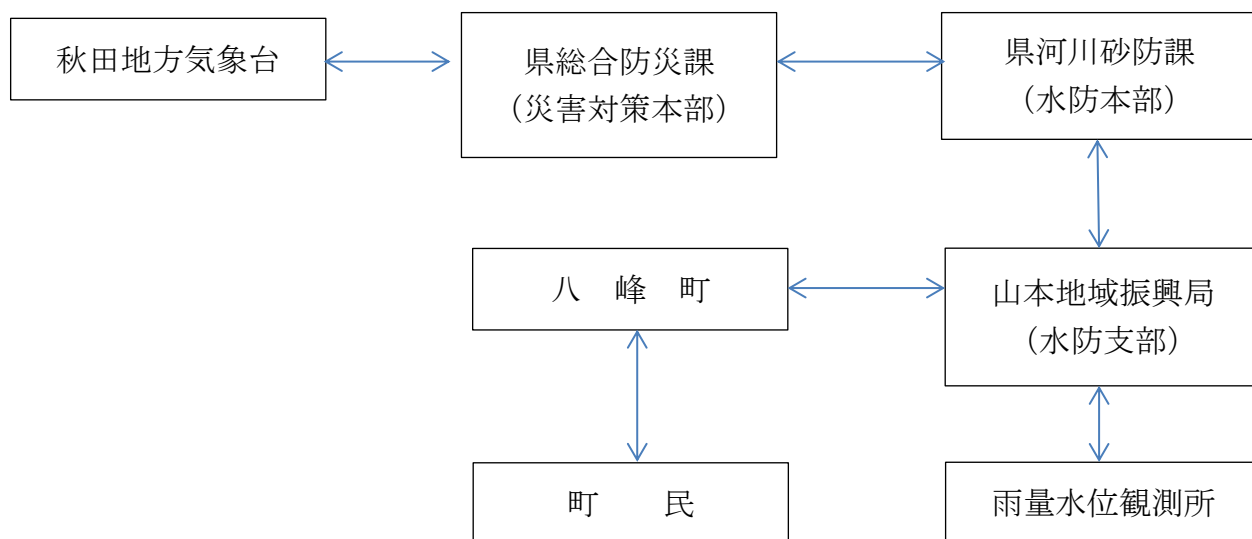 秋田地方気象台
県総合防災課
（災害対策本部）
県河川砂防課
（水防本部）
八　峰　町
山本地域振興局
（水防支部）
町　　民
雨量水位観測所